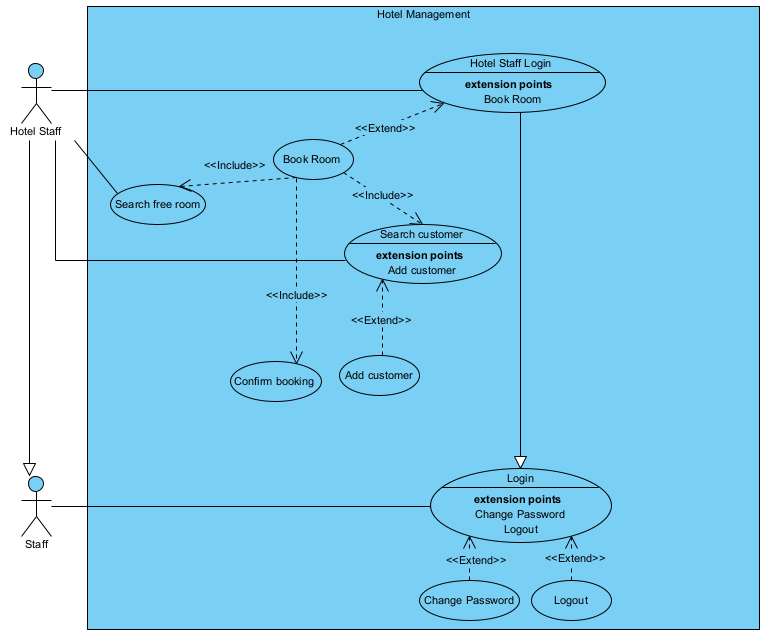 Hotel Management
Hotel Staff Login
extension points
Book Room
Hotel Staff
<<Extend>>
Book Room
<<Include>>
<<Include>>
Search free room
Search customer
extension points
Add customer
<<Include>>
<<Extend>>
Confirm booking
Add customer
Login
extension points
Change Password
Logout
Staff
<<Extend>>
<<Extend>>
Change Password
Logout